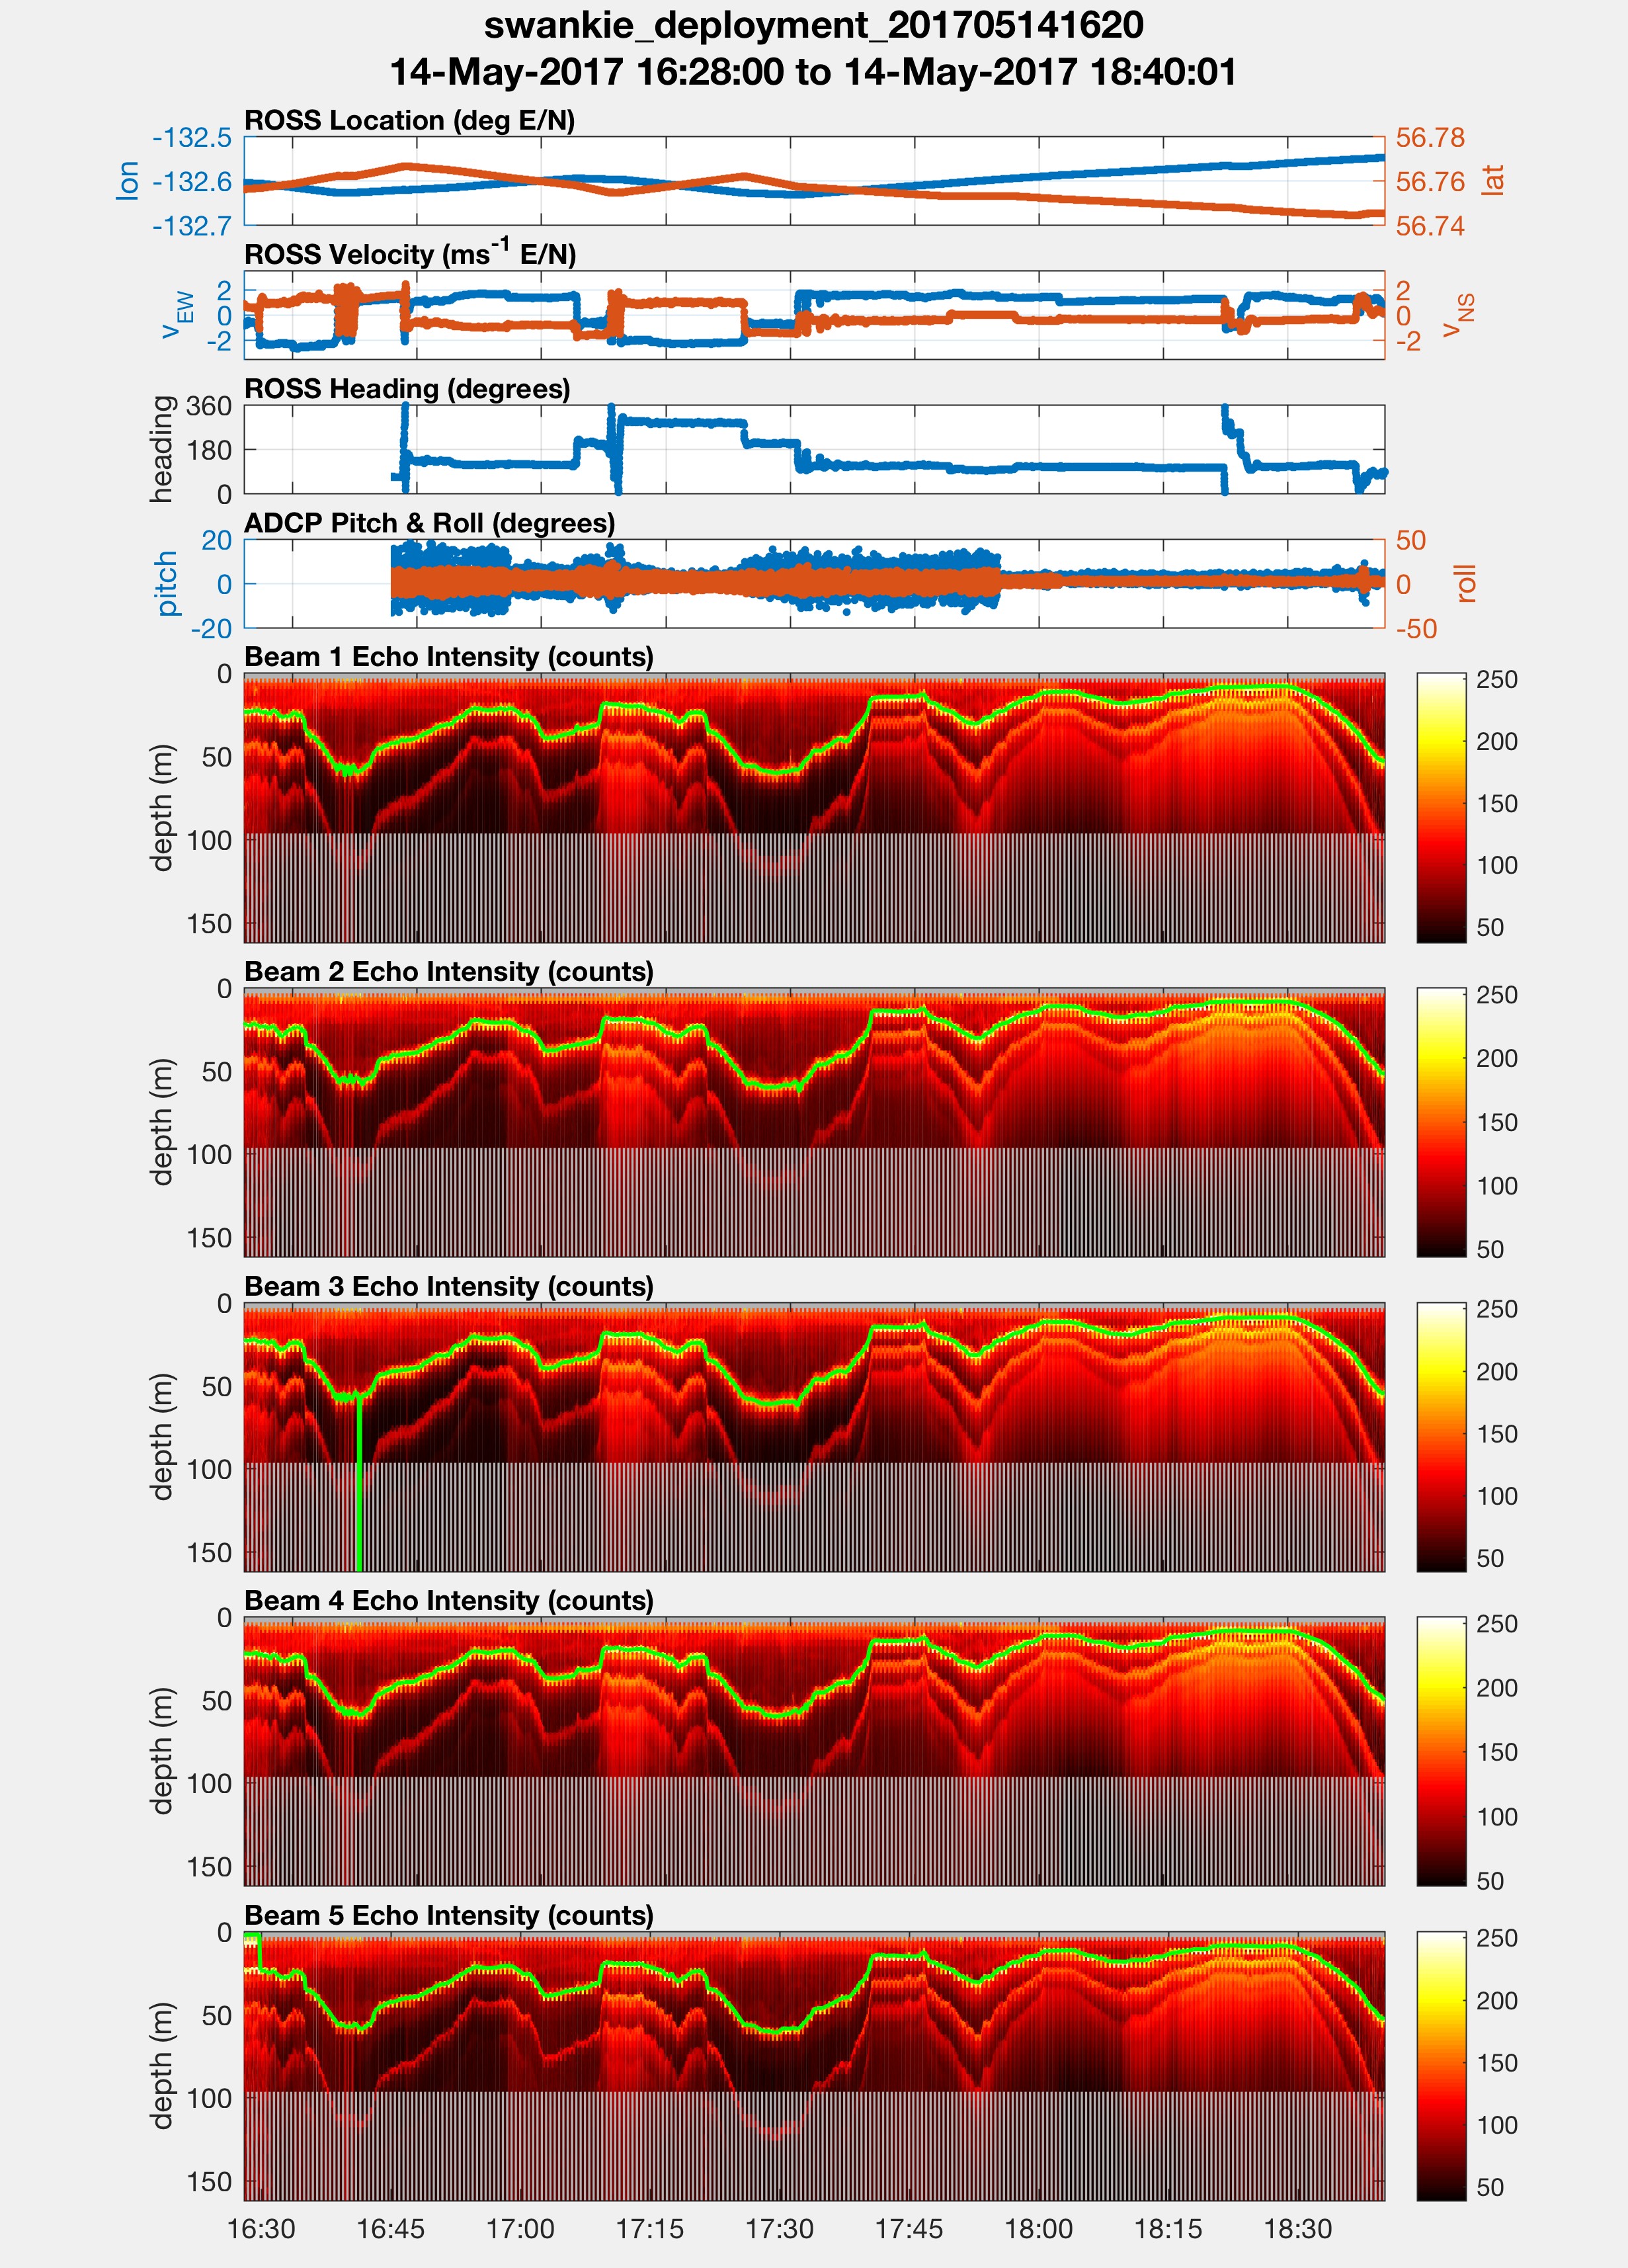 swankie_deployment_201705141620
14-May-2017 16:28:00 to 14-May-2017 18:40:01
ROSS Location (deg E/N)
-132.5
-132.6
-132.7
lon
56.78
56.76
56.74
lat
ROSS Velocity (ms-1 E/N)
2
0
-2
vEW
2
0
-2
vNS
ROSS Heading (degrees)
360
180
0
heading
ADCP Pitch & Roll (degrees)
20
0
-20
pitch
50
0
-50
roll
Beam 1 Echo Intensity (counts)
0
50
100
150
depth (m)
250
200
150
100
50
Beam 2 Echo Intensity (counts)
0
50
100
150
depth (m)
250
200
150
100
50
Beam 3 Echo Intensity (counts)
0
50
100
150
depth (m)
250
200
150
100
50
Beam 4 Echo Intensity (counts)
0
50
100
150
depth (m)
250
200
150
100
50
Beam 5 Echo Intensity (counts)
0
50
100
150
depth (m)
250
200
150
100
50
16:30 16:45 17:00 17:15 17:30 17:45 18:00 18:15 18:30